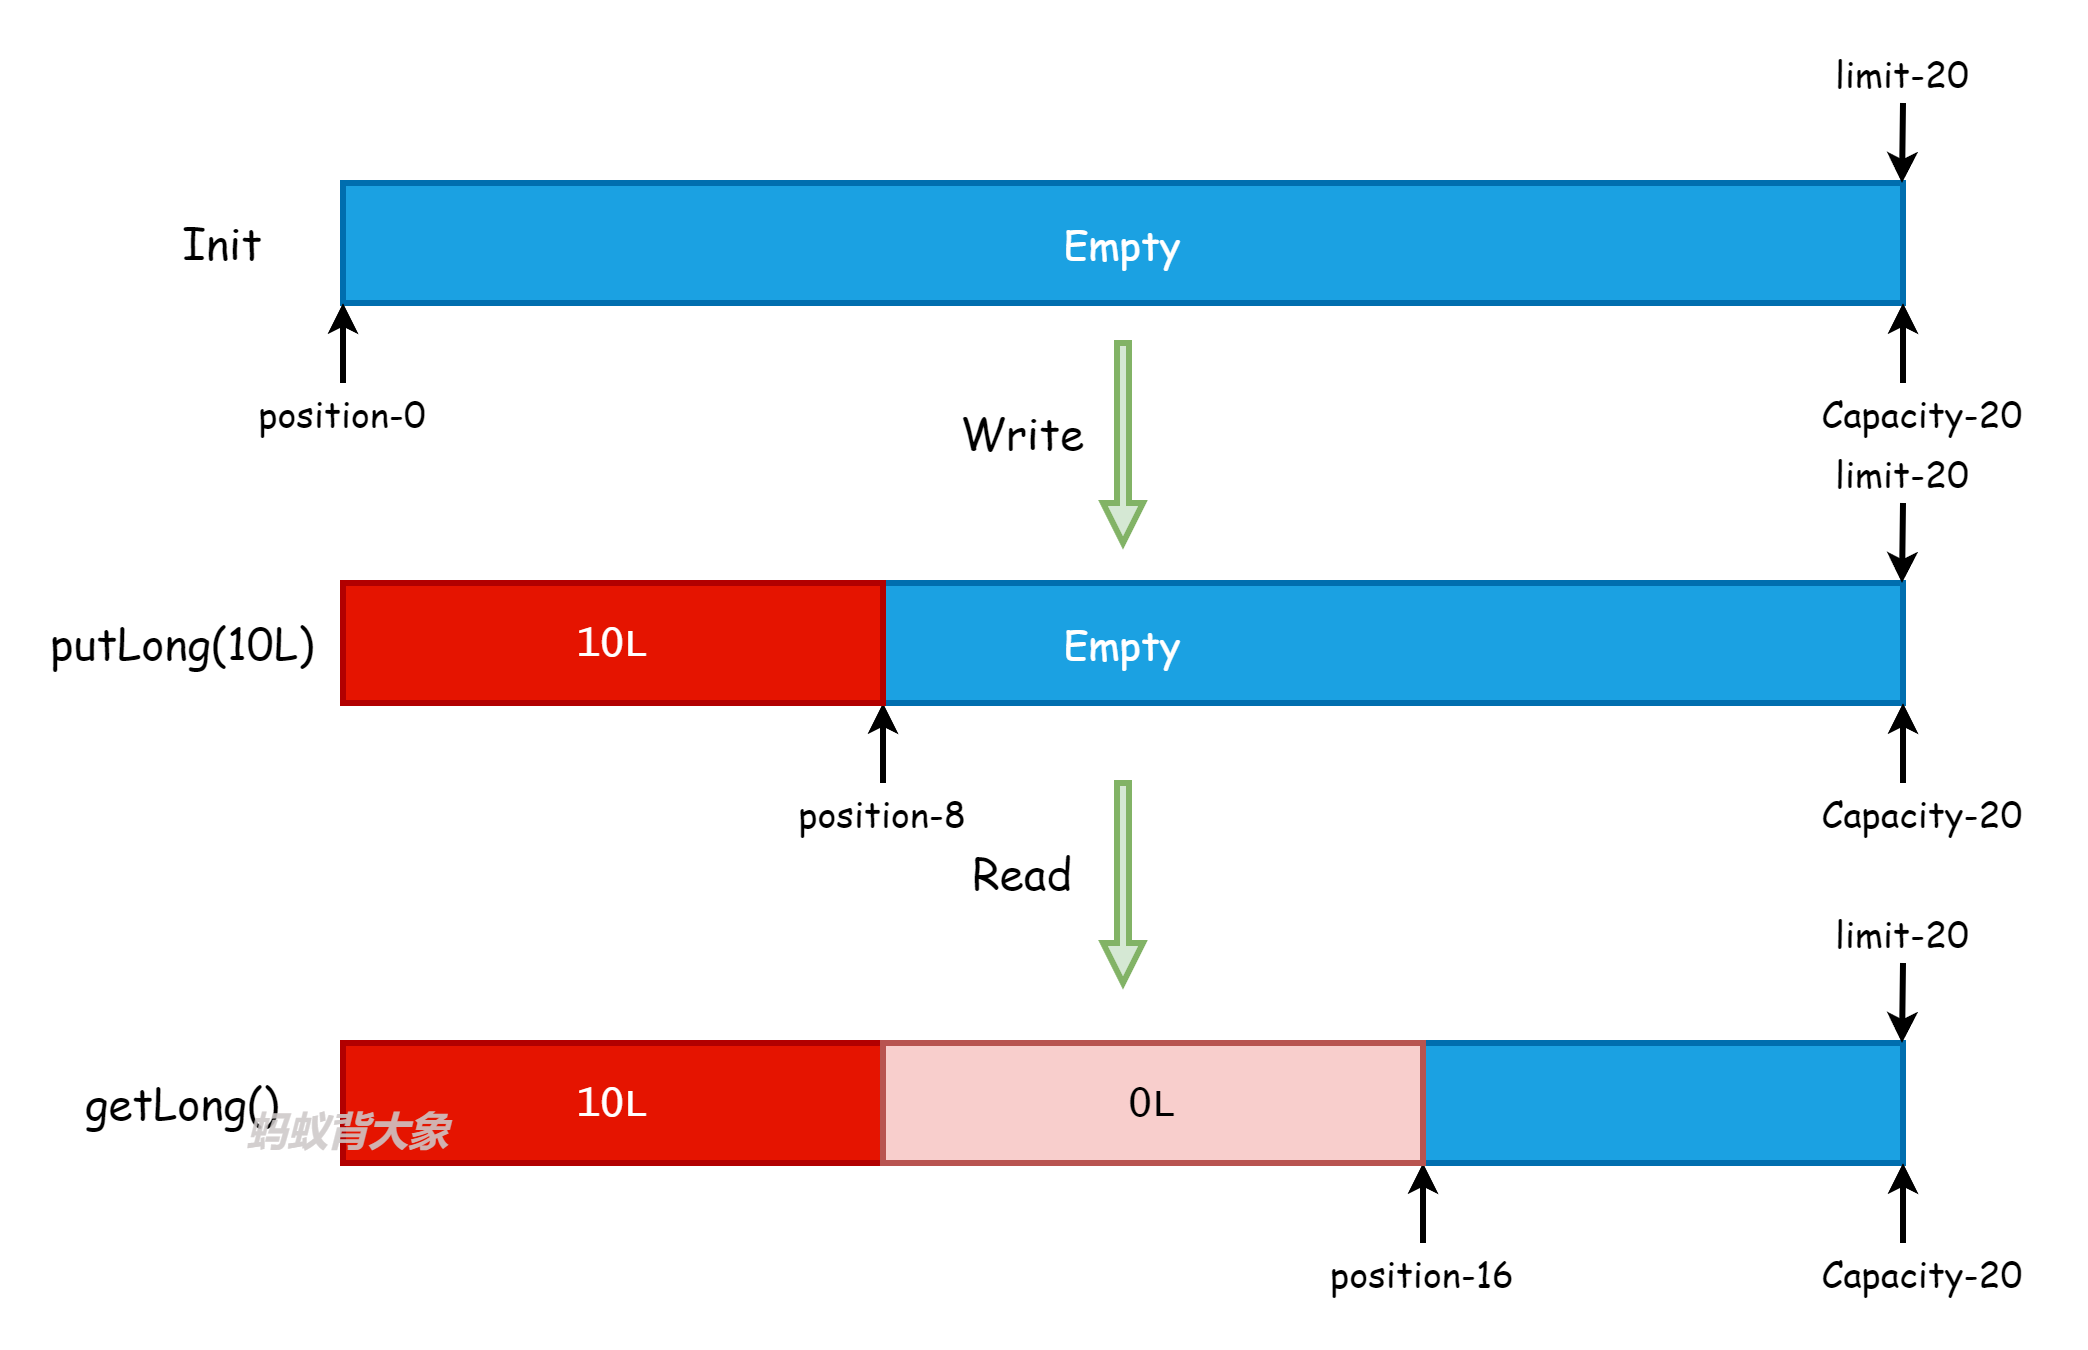 limit-20
Init
Empty
position-0
Capacity-20
Write
limit-20
putLong(10L)
10L
Empty
position-8
Capacity-20
Read
limit-20
getLong()
10L
0L
蚂蚁背大象
position-16
Capacity-20